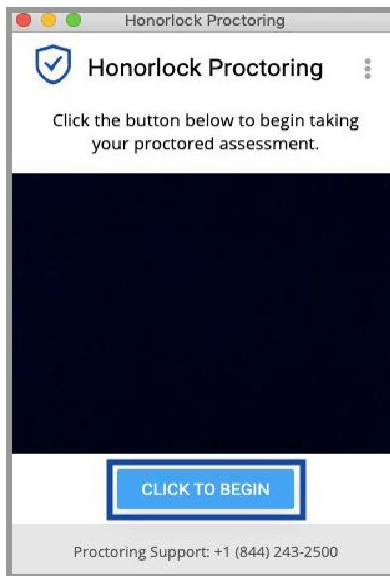 Honorlock Proctoring
Honorlock Proctoring
Click the button below to begin taking
your proctored assessment.
CLICK TO BEGIN
Proctoring Support: +1 (844) 243-2500